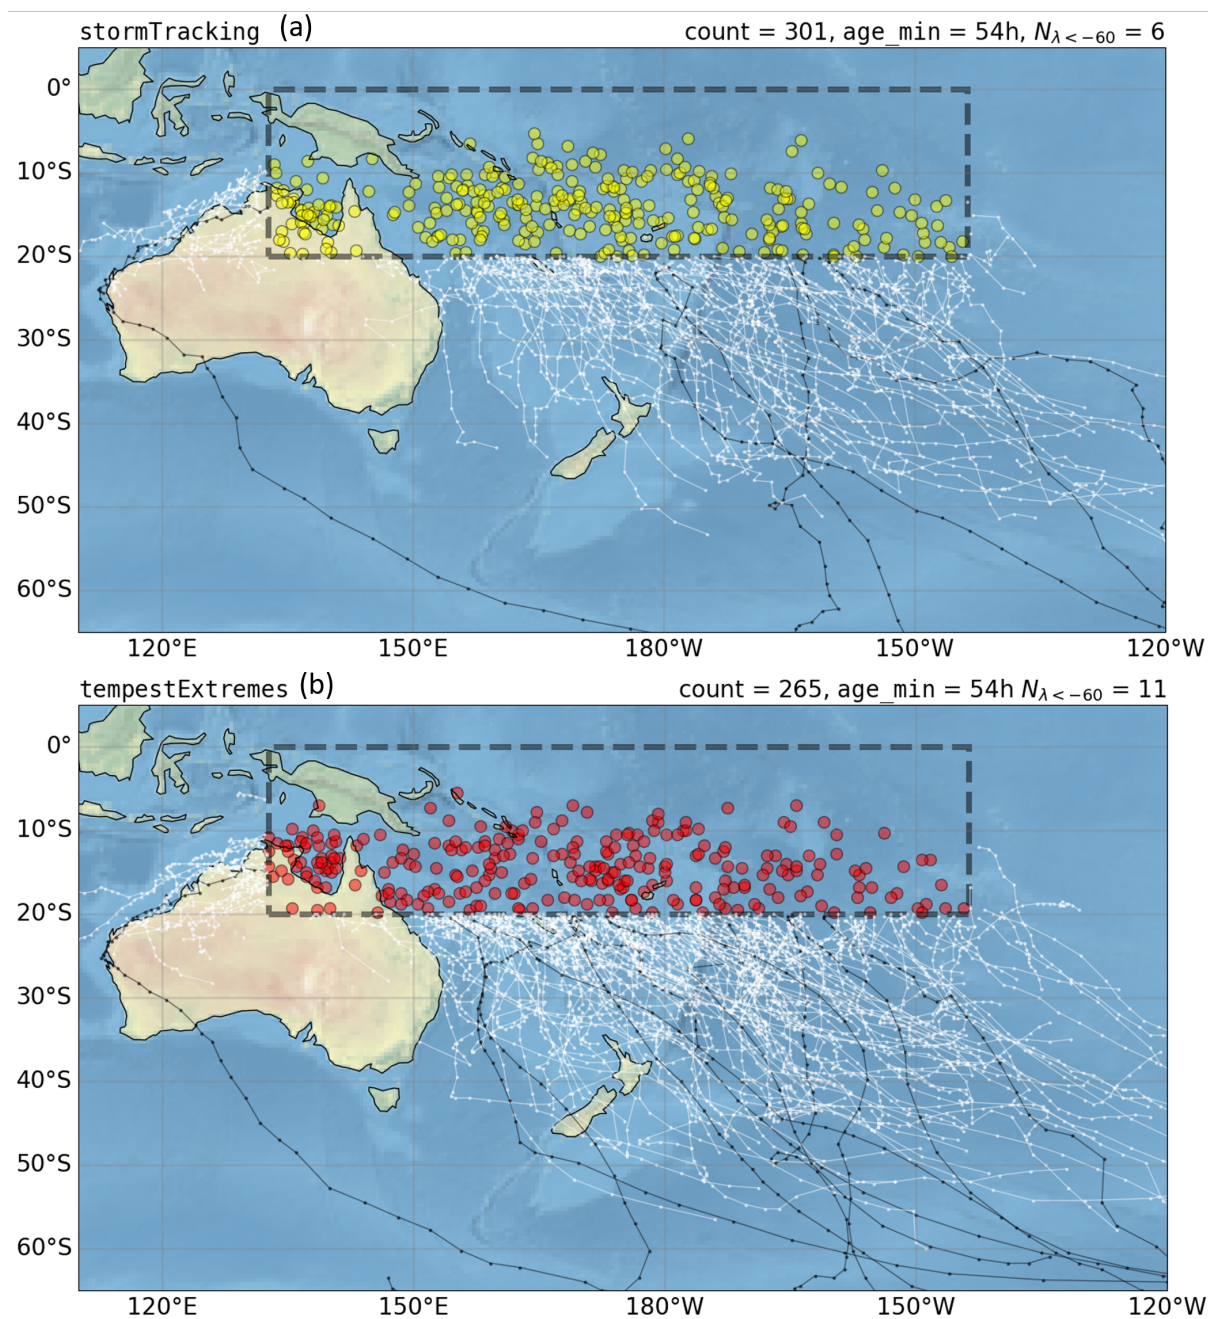 stormTracking (a) count = 301, age_min = 54h, N_{λ<−60} = 6
0°
10°S
20°S
30°S
40°S
50°S
60°S
120°E 150°E 180°W 150°W 120°W
tempestExtremes (b) count = 265, age_min = 54h N_{λ<−60} = 11
0°
10°S
20°S
30°S
40°S
50°S
60°S
120°E 150°E 180°W 150°W 120°W